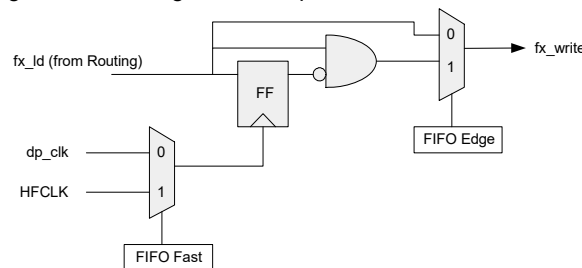 0
fx_ld (from Routing)
fx_write
1
FF
FIFO Edge
dp_clk
0
HFCLK
1
FIFO Fast